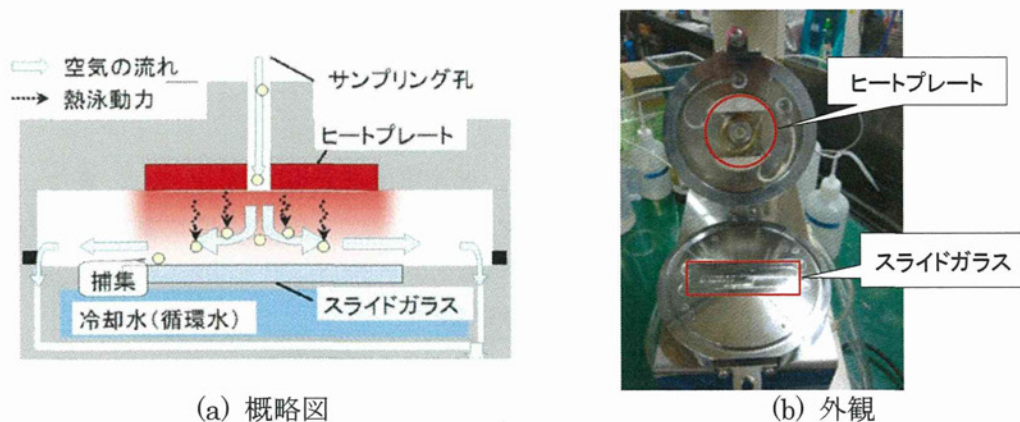 空気の流れ
熱泳動力
サンプリング孔
ヒートプレート
捕集
スライドガラス
冷却水(循環水)
(a) 概略図
ヒートプレート
スライドガラス
(b) 外観